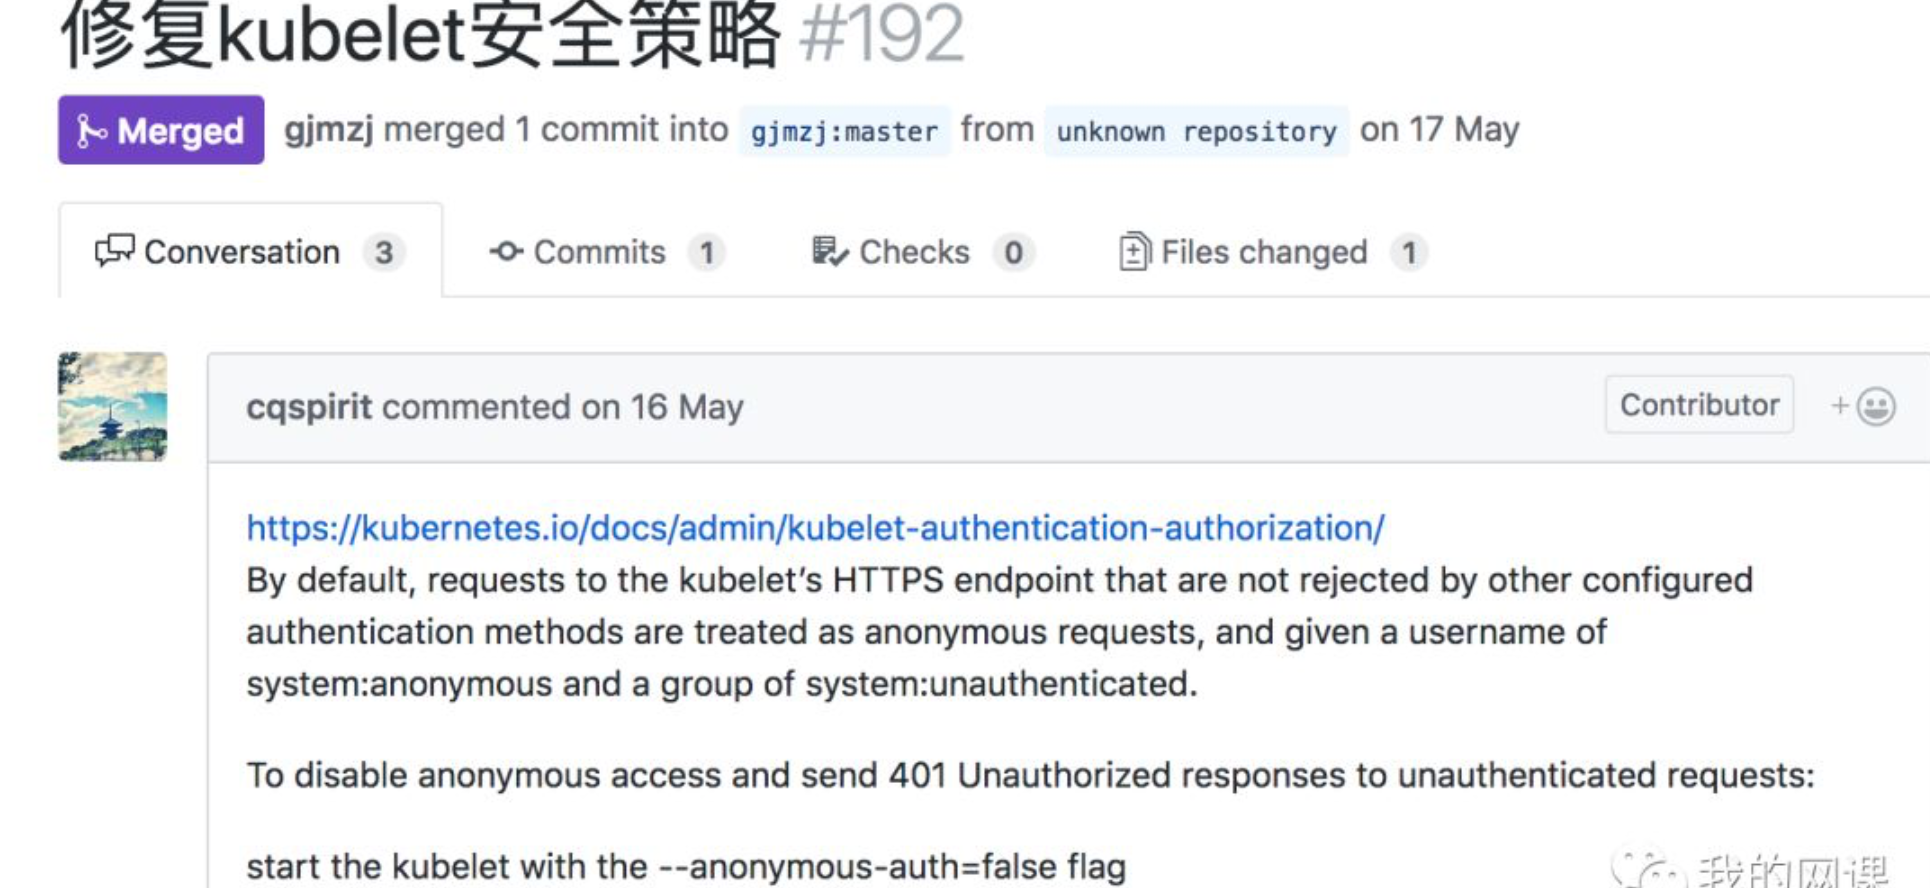 修复kubelet安全策略 #192
Merged gjmzj merged 1 commit into gjmzj:master from unknown repository on 17 May
Conversation 3 Commits 1 Checks 0 Files changed 1
cqspirit commented on 16 May Contributor +
https://kubernetes.io/docs/admin/kubelet-authentication-authorization/
By default, requests to the kubelet’s HTTPS endpoint that are not rejected by other configured
authentication methods are treated as anonymous requests, and given a username of
system:anonymous and a group of system:unauthenticated.
To disable anonymous access and send 401 Unauthorized responses to unauthenticated requests:
start the kubelet with the --anonymous-auth=false flag
我的网课